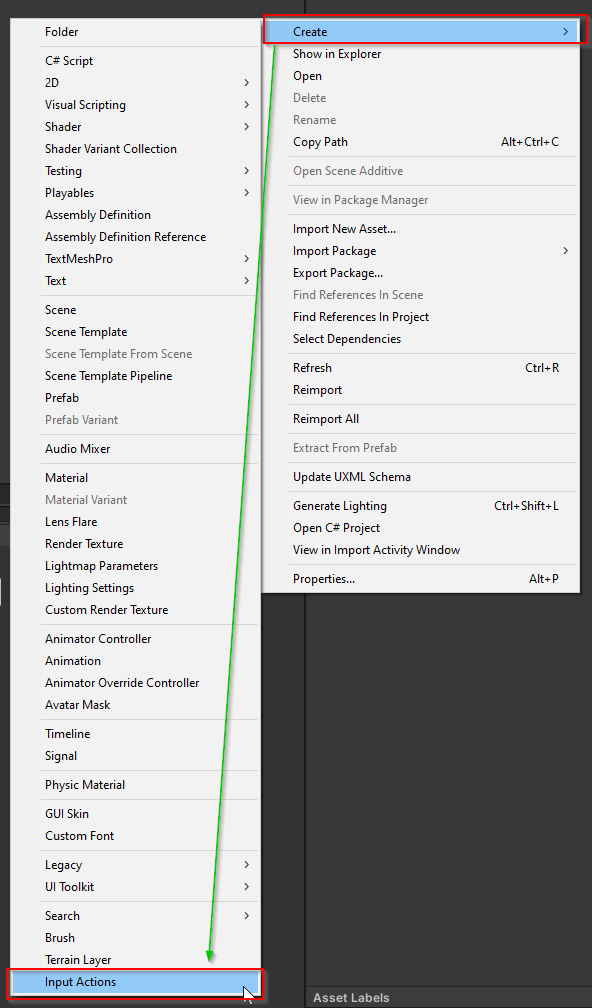 Folder
C# Script
2D
Visual Scripting
Shader
Shader Variant Collection
Testing
Playables
Assembly Definition
Assembly Definition Reference
TextMeshPro
Text
Scene
Scene Template
Scene Template From Scene
Scene Template Pipeline
Prefab
Prefab Variant
Audio Mixer
Material
Material Variant
Lens Flare
Render Texture
Lightmap Parameters
Lighting Settings
Custom Render Texture
Animator Controller
Animation
Animator Override Controller
Avatar Mask
Timeline
Signal
Physic Material
GUI Skin
Custom Font
Legacy
UI Toolkit
Search
Brush
Terrain Layer
Input Actions
Create
Show in Explorer
Open
Delete
Rename
Copy Path Alt+Ctrl+C
Open Scene Additive
View in Package Manager
Import New Asset...
Import Package
Export Package...
Find References In Scene
Find References In Project
Select Dependencies
Refresh Ctrl+R
Reimport
Reimport All
Extract From Prefab
Update UXML Schema
Generate Lighting Ctrl+Shift+L
Open C# Project
View in Import Activity Window
Properties... Alt+P
Asset Labels